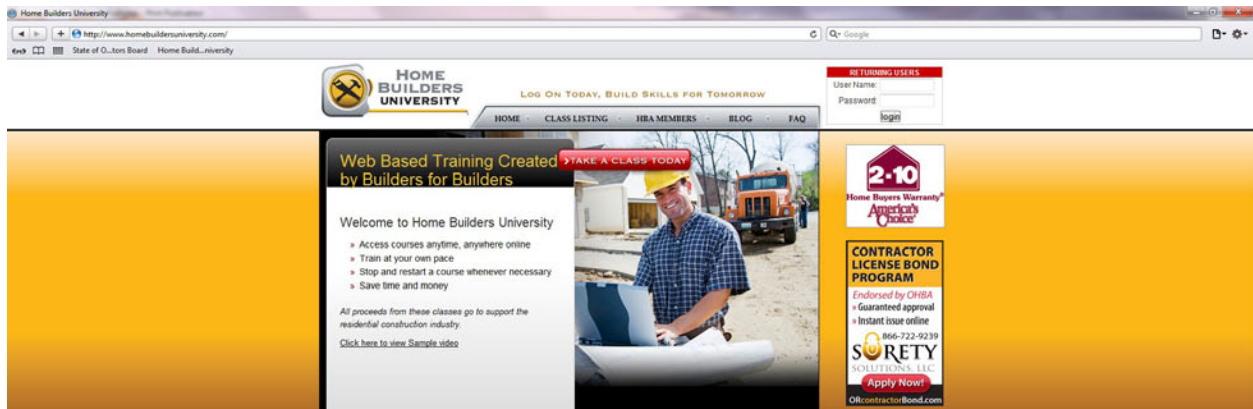 Home Builders University
http://www.homebuildersuniversity.com/
Google
State of O...tors Board Home Build...niversity
HOME
BUILDERS
UNIVERSITY
LOG ON TODAY, BUILD SKILLS FOR TOMORROW
HOME CLASS LISTING HBA MEMBERS BLOG FAQ
RETURNING USERS
User Name:
Password:
login
Web Based Training Created
by Builders for Builders
TAKE A CLASS TODAY
Welcome to Home Builders University
» Access courses anytime, anywhere online
» Train at your own pace
» Stop and restart a course whenever necessary
» Save time and money
All proceeds from these classes go to support the
residential construction industry.
Click here to view Sample video
2-10
Home Buyers Warranty®
America's
Choice®
CONTRACTOR
LICENSE BOND
PROGRAM
Endorsed by OHBA
» Guaranteed approval
» Instant issue online
866-722-9239
SURETY
SOLUTIONS, LLC
Apply Now!
ORcontractorBond.com